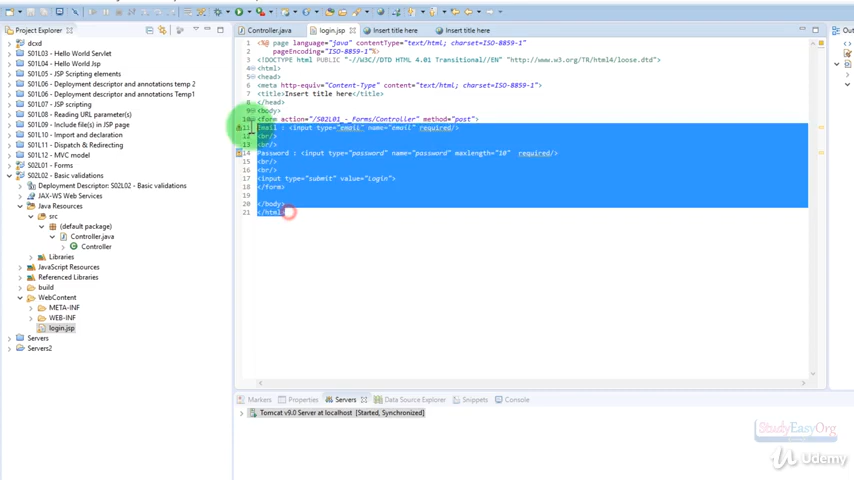 Project Explorer
dcxd
S01L03 - Hello World Servlet
S01L04 - Hello World Jsp
S01L05 - JSP Scripting elements
S01L06 - Deployment descriptor and annotations temp 2
S01L06 - Deployment descriptor and annotations Temp1
S01L07 - JSP scripting
S01L08 - Reading URL parameter(s)
S01L09 - Include file(s) in JSP page
S01L10 - Import and declaration
S01L11 - Dispatch & Redirecting
S01L12 - MVC model
S02L01 - Forms
S02L02 - Basic validations
Deployment Descriptor: S02L02 - Basic validations
JAX-WS Web Services
Java Resources
src
(default package)
Controller.java
Controller
Libraries
JavaScript Resources
Referenced Libraries
build
WebContent
META-INF
WEB-INF
login.jsp
Servers
Servers2
Controller.java login.jsp Insert title here Insert title here
1 <%@ page language="java" contentType="text/html; charset=ISO-8859-1"
2 pageEncoding="ISO-8859-1"%>
3 <!DOCTYPE html PUBLIC "-//W3C//DTD HTML 4.01 Transitional//EN" "http://www.w3.org/TR/html4/loose.dtd">
4 <html>
5 <head>
6 <meta http-equiv="Content-Type" content="text/html; charset=ISO-8859-1">
7 <title>Insert title here</title>
8 </head>
9 <body>
10 <form action="/S02L01_-_Forms/Controller" method="post">
11 Email : <input type="email" name="email" required/>
12 <br/>
13 <br/>
14 Password : <input type="password" name="password" maxlength="10" required/>
15 <br/>
16 <br/>
17 <input type="submit" value="Login">
18 </form>
19
20 </body>
21 </html>
Markers Properties Servers Data Source Explorer Snippets Console
Tomcat v9.0 Server at localhost [Started, Synchronized]
Ou
StudyEasyOrg
Udemy